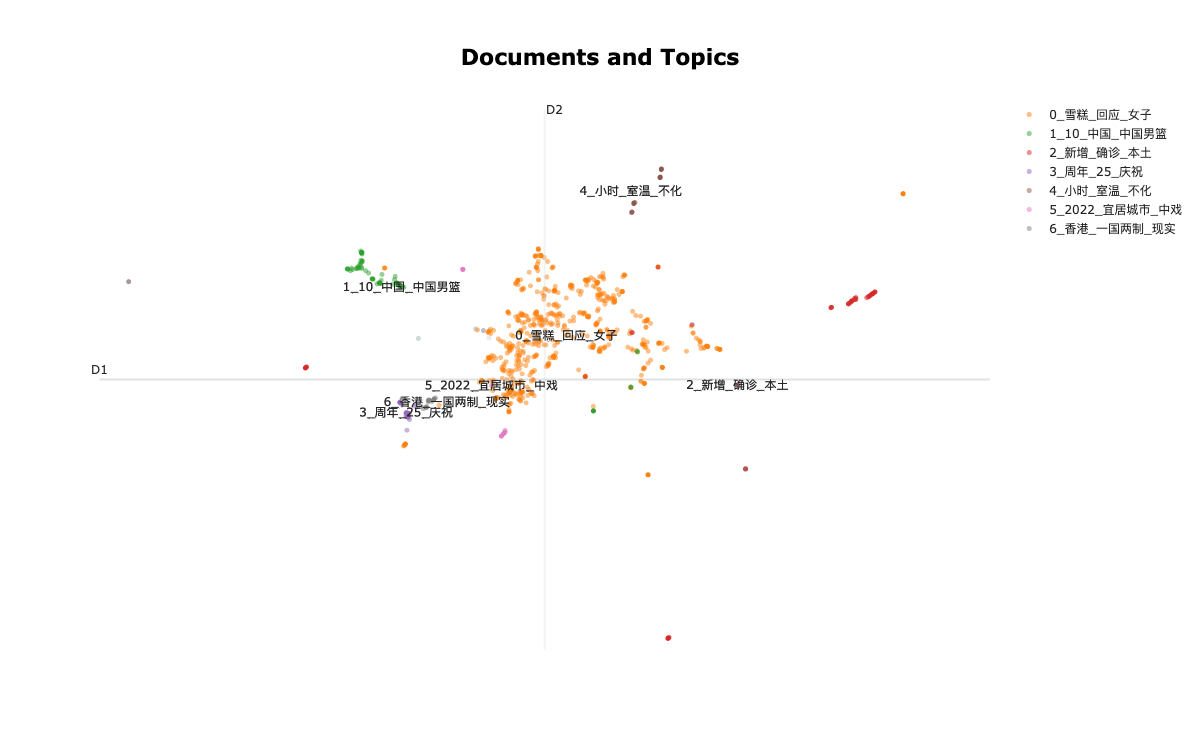 Documents and Topics
D2
0_雪糕_回应_女子
1_10_中国_中国男篮
2_新增_确诊_本土
3_周年_25_庆祝
4_小时_室温_不化
5_2022_宜居城市_中戏
6_香港_一国两制_现实
4_小时_室温_不化
1_10_中国_中国男篮
0_雪糕_回应_女子
D1
5_2022_宜居城市_中戏
2_新增_确诊_本土
6_香港_一国两制_现实
3_周年_25_庆祝